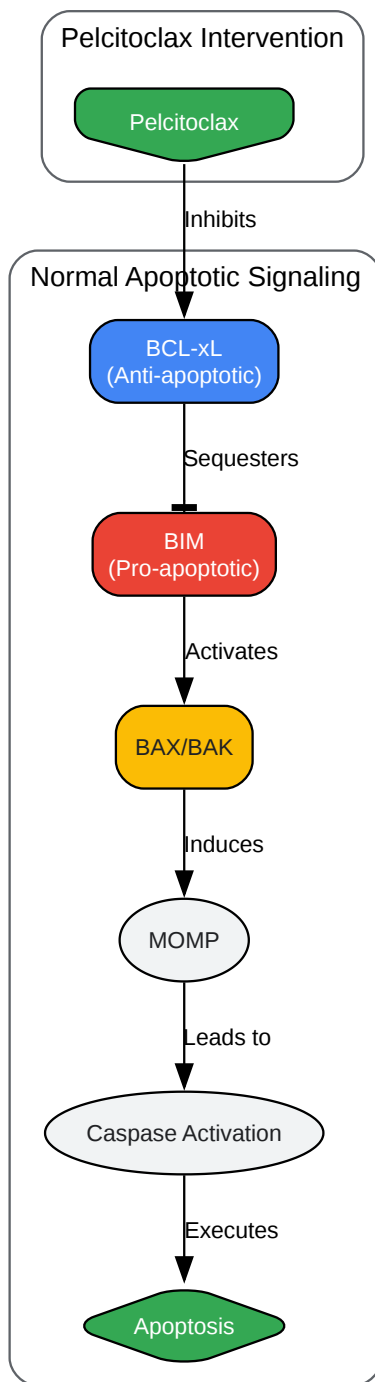 Pelcitoclax Intervention
Pelcitoclax
Inhibits
Normal Apoptotic Signaling
BCL-xL
(Anti-apoptotic)
Sequesters
BIM
(Pro-apoptotic)
Activates
BAX/BAK
Induces
MOMP
Leads to
Caspase Activation
Executes
Apoptosis